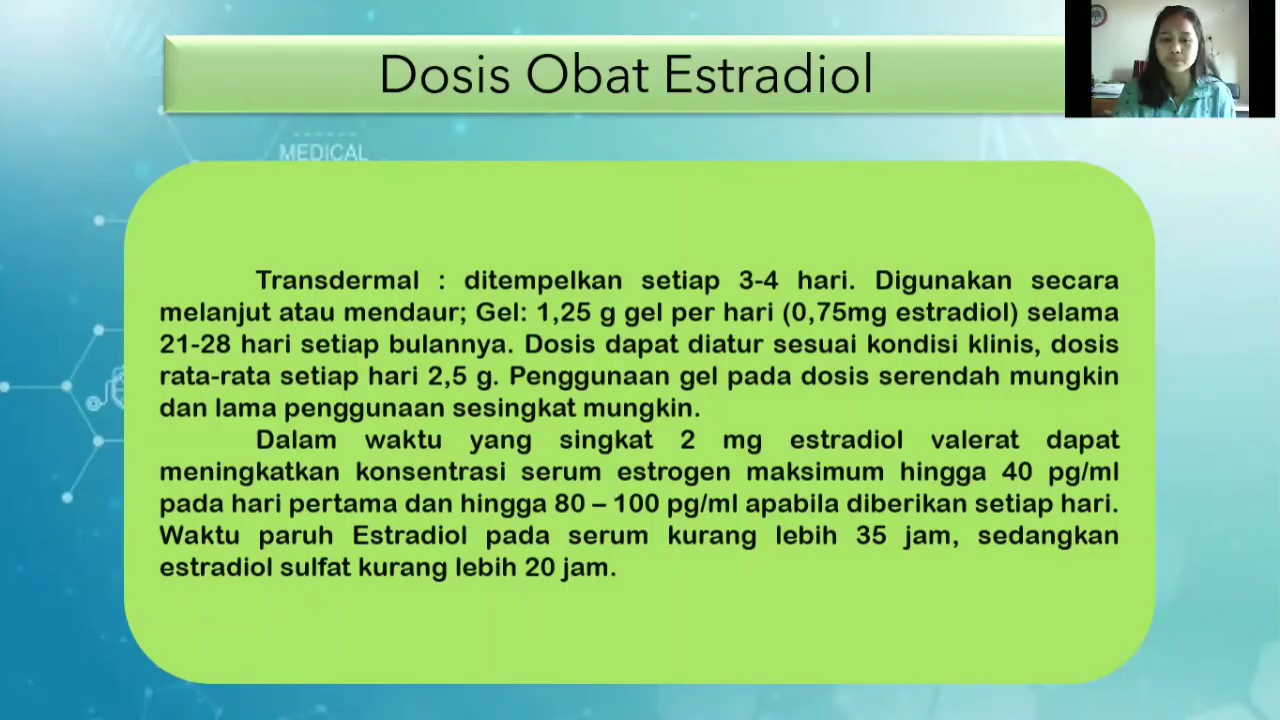 Dosis Obat Estradiol
MEDICAL
Transdermal : ditempelkan setiap 3-4 hari. Digunakan secara
melanjut atau mendaur; Gel: 1,25 g gel per hari (0,75mg estradiol) selama
21-28 hari setiap bulannya. Dosis dapat diatur sesuai kondisi klinis, dosis
rata-rata setiap hari 2,5 g. Penggunaan gel pada dosis serendah mungkin
dan lama penggunaan sesingkat mungkin.
Dalam waktu yang singkat 2 mg estradiol valerat dapat
meningkatkan konsentrasi serum estrogen maksimum hingga 40 pg/ml
pada hari pertama dan hingga 80 – 100 pg/ml apabila diberikan setiap hari.
Waktu paruh Estradiol pada serum kurang lebih 35 jam, sedangkan
estradiol sulfat kurang lebih 20 jam.